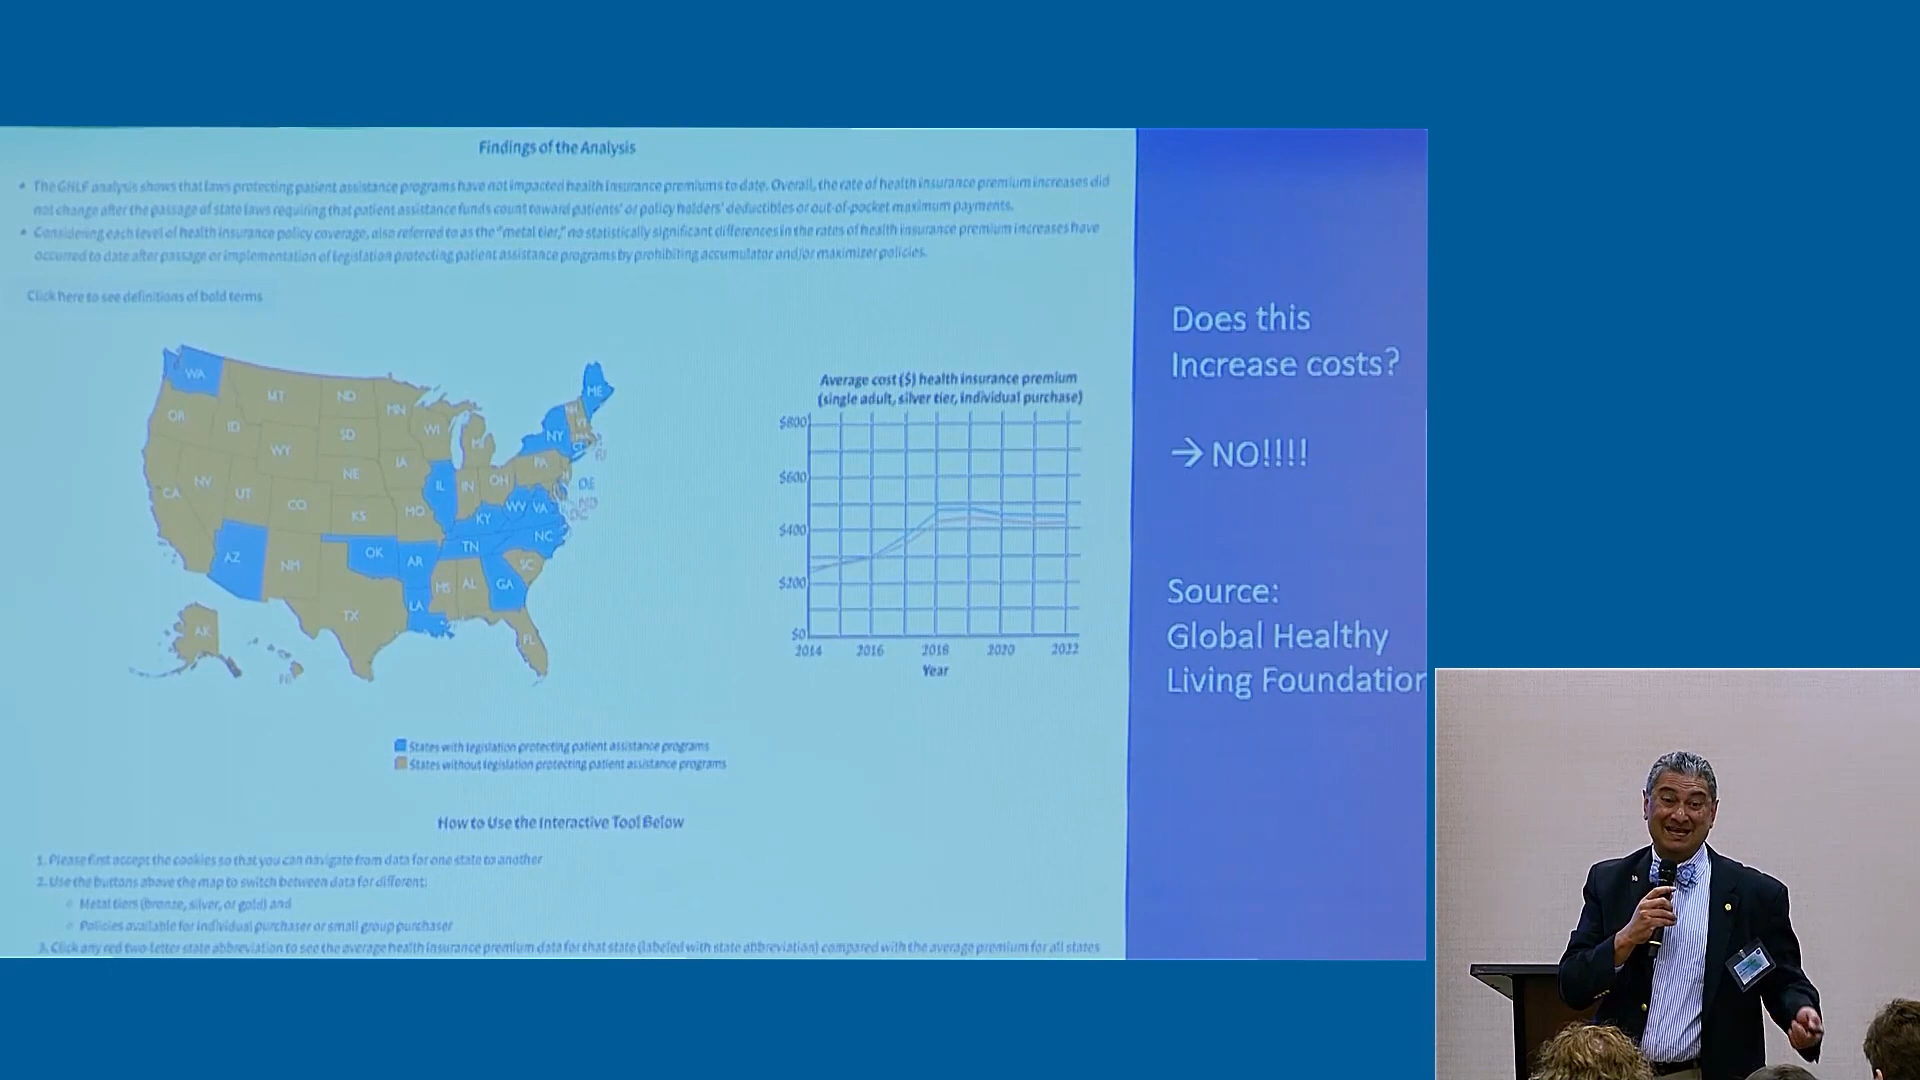 Findings of the Analysis
The GHLF analysis shows that laws protecting patient assistance programs have not impacted health insurance premiums to date. Overall, the rate of health insurance premium increases did
not change after the passage of state laws requiring that patient assistance funds count toward patients' or policy holders' deductibles or out-of-pocket maximum payments.
Considering each level of health insurance policy coverage, also referred to as the "metal tier," no statistically significant differences in the rates of health insurance premium increases have
occurred to date after passage or implementation of legislation protecting patient assistance programs by prohibiting accumulator and/or maximizer policies.
Click here to see definitions of bold terms
WA
MT
ND
MN
OR
ID
SD
WI
MI
WY
IA
NE
NV
UT
CO
CA
KS
MO
IL
IN
OH
PA
NY
ME
NH
VT
MA
CT
RI
NJ
DE
MD
DC
WV
VA
KY
NC
TN
SC
AZ
NM
OK
AR
MS
AL
GA
LA
TX
FL
AK
HI
States with legislation protecting patient assistance programs
States without legislation protecting patient assistance programs
Average cost ($) health insurance premium
(single adult, silver tier, individual purchase)
$800
$600
$400
$200
$0
2014 2016 2018 2020 2022
Year
How to Use the Interactive Tool Below
1. Please first accept the cookies so that you can navigate from data for one state to another
2. Use the buttons above the map to switch between data for different:
Metal tiers (bronze, silver, or gold) and
Policies available for individual purchaser or small group purchaser
3. Click any red two-letter state abbreviation to see the average health insurance premium data for that state (labeled with state abbreviation) compared with the average premium for all states
Does this
Increase costs?
→ NO!!!!
Source:
Global Healthy
Living Foundation